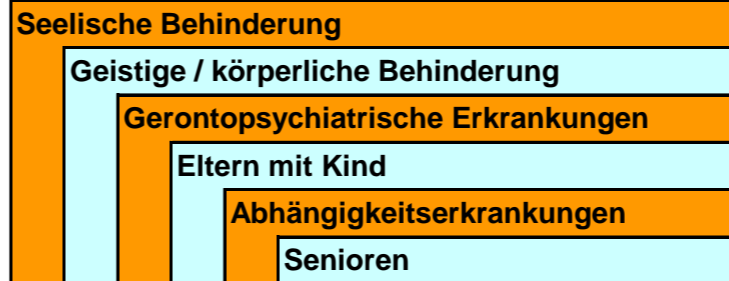 Seelische Behinderung
Geistige / körperliche Behinderung
Gerontopsychiatrische Erkrankungen
Eltern mit Kind
Abhängigkeitserkrankungen
Senioren